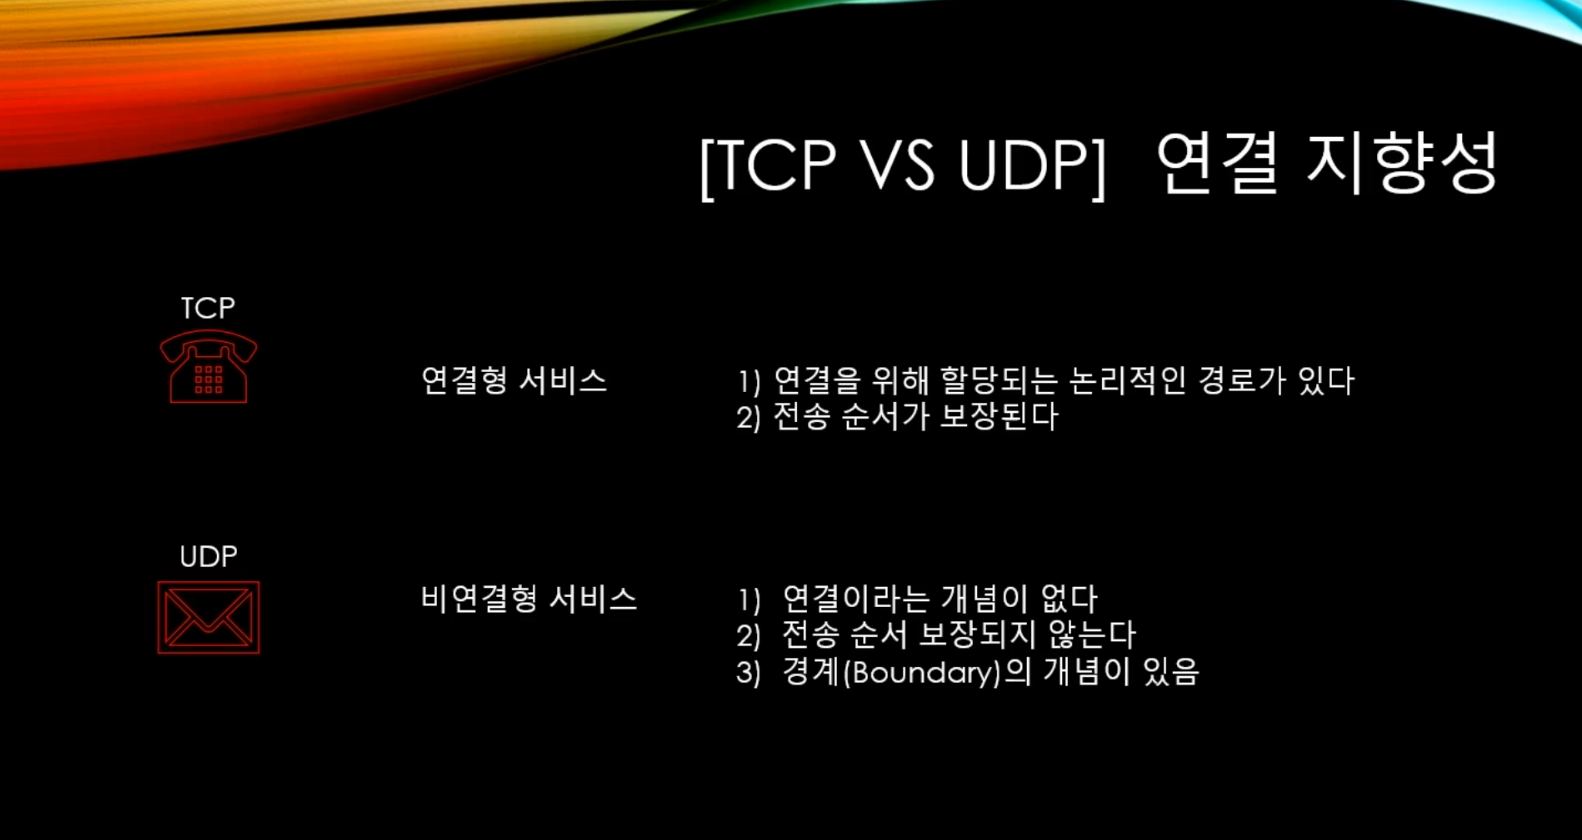 [TCP VS UDP] 연결 지향성
TCP
연결형 서비스
1) 연결을 위해 할당되는 논리적인 경로가 있다
2) 전송 순서가 보장된다
UDP
비연결형 서비스
1) 연결이라는 개념이 없다
2) 전송 순서 보장되지 않는다
3) 경계(Boundary)의 개념이 있음